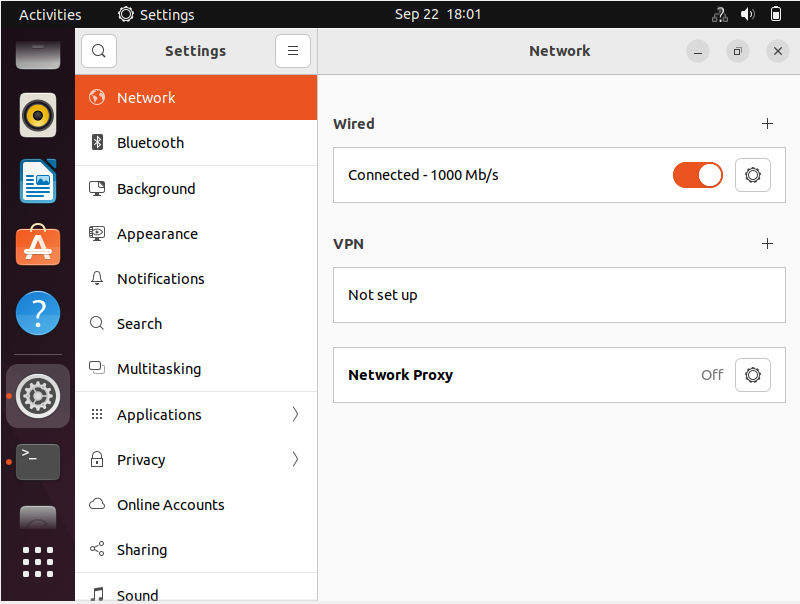 Activities Settings Sep 22 18:01
Settings Network
Network
Bluetooth
Background
Appearance
Notifications
Search
Multitasking
Applications
Privacy
Online Accounts
Sharing
Sound
Wired
Connected - 1000 Mb/s
VPN
Not set up
Network Proxy Off